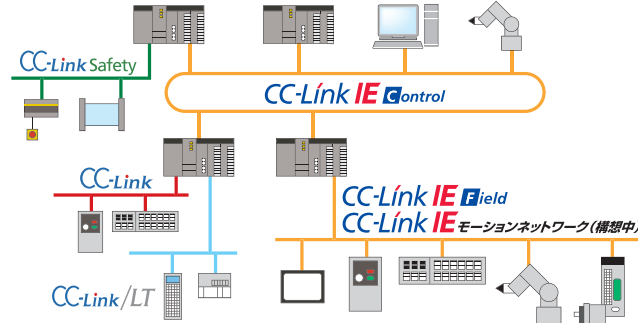 CC-Link Safety
CC-Link IE Control
CC-Link
CC-Link IE Field
CC-Link IE モーションネットワーク(構想中)
CC-Link/LT